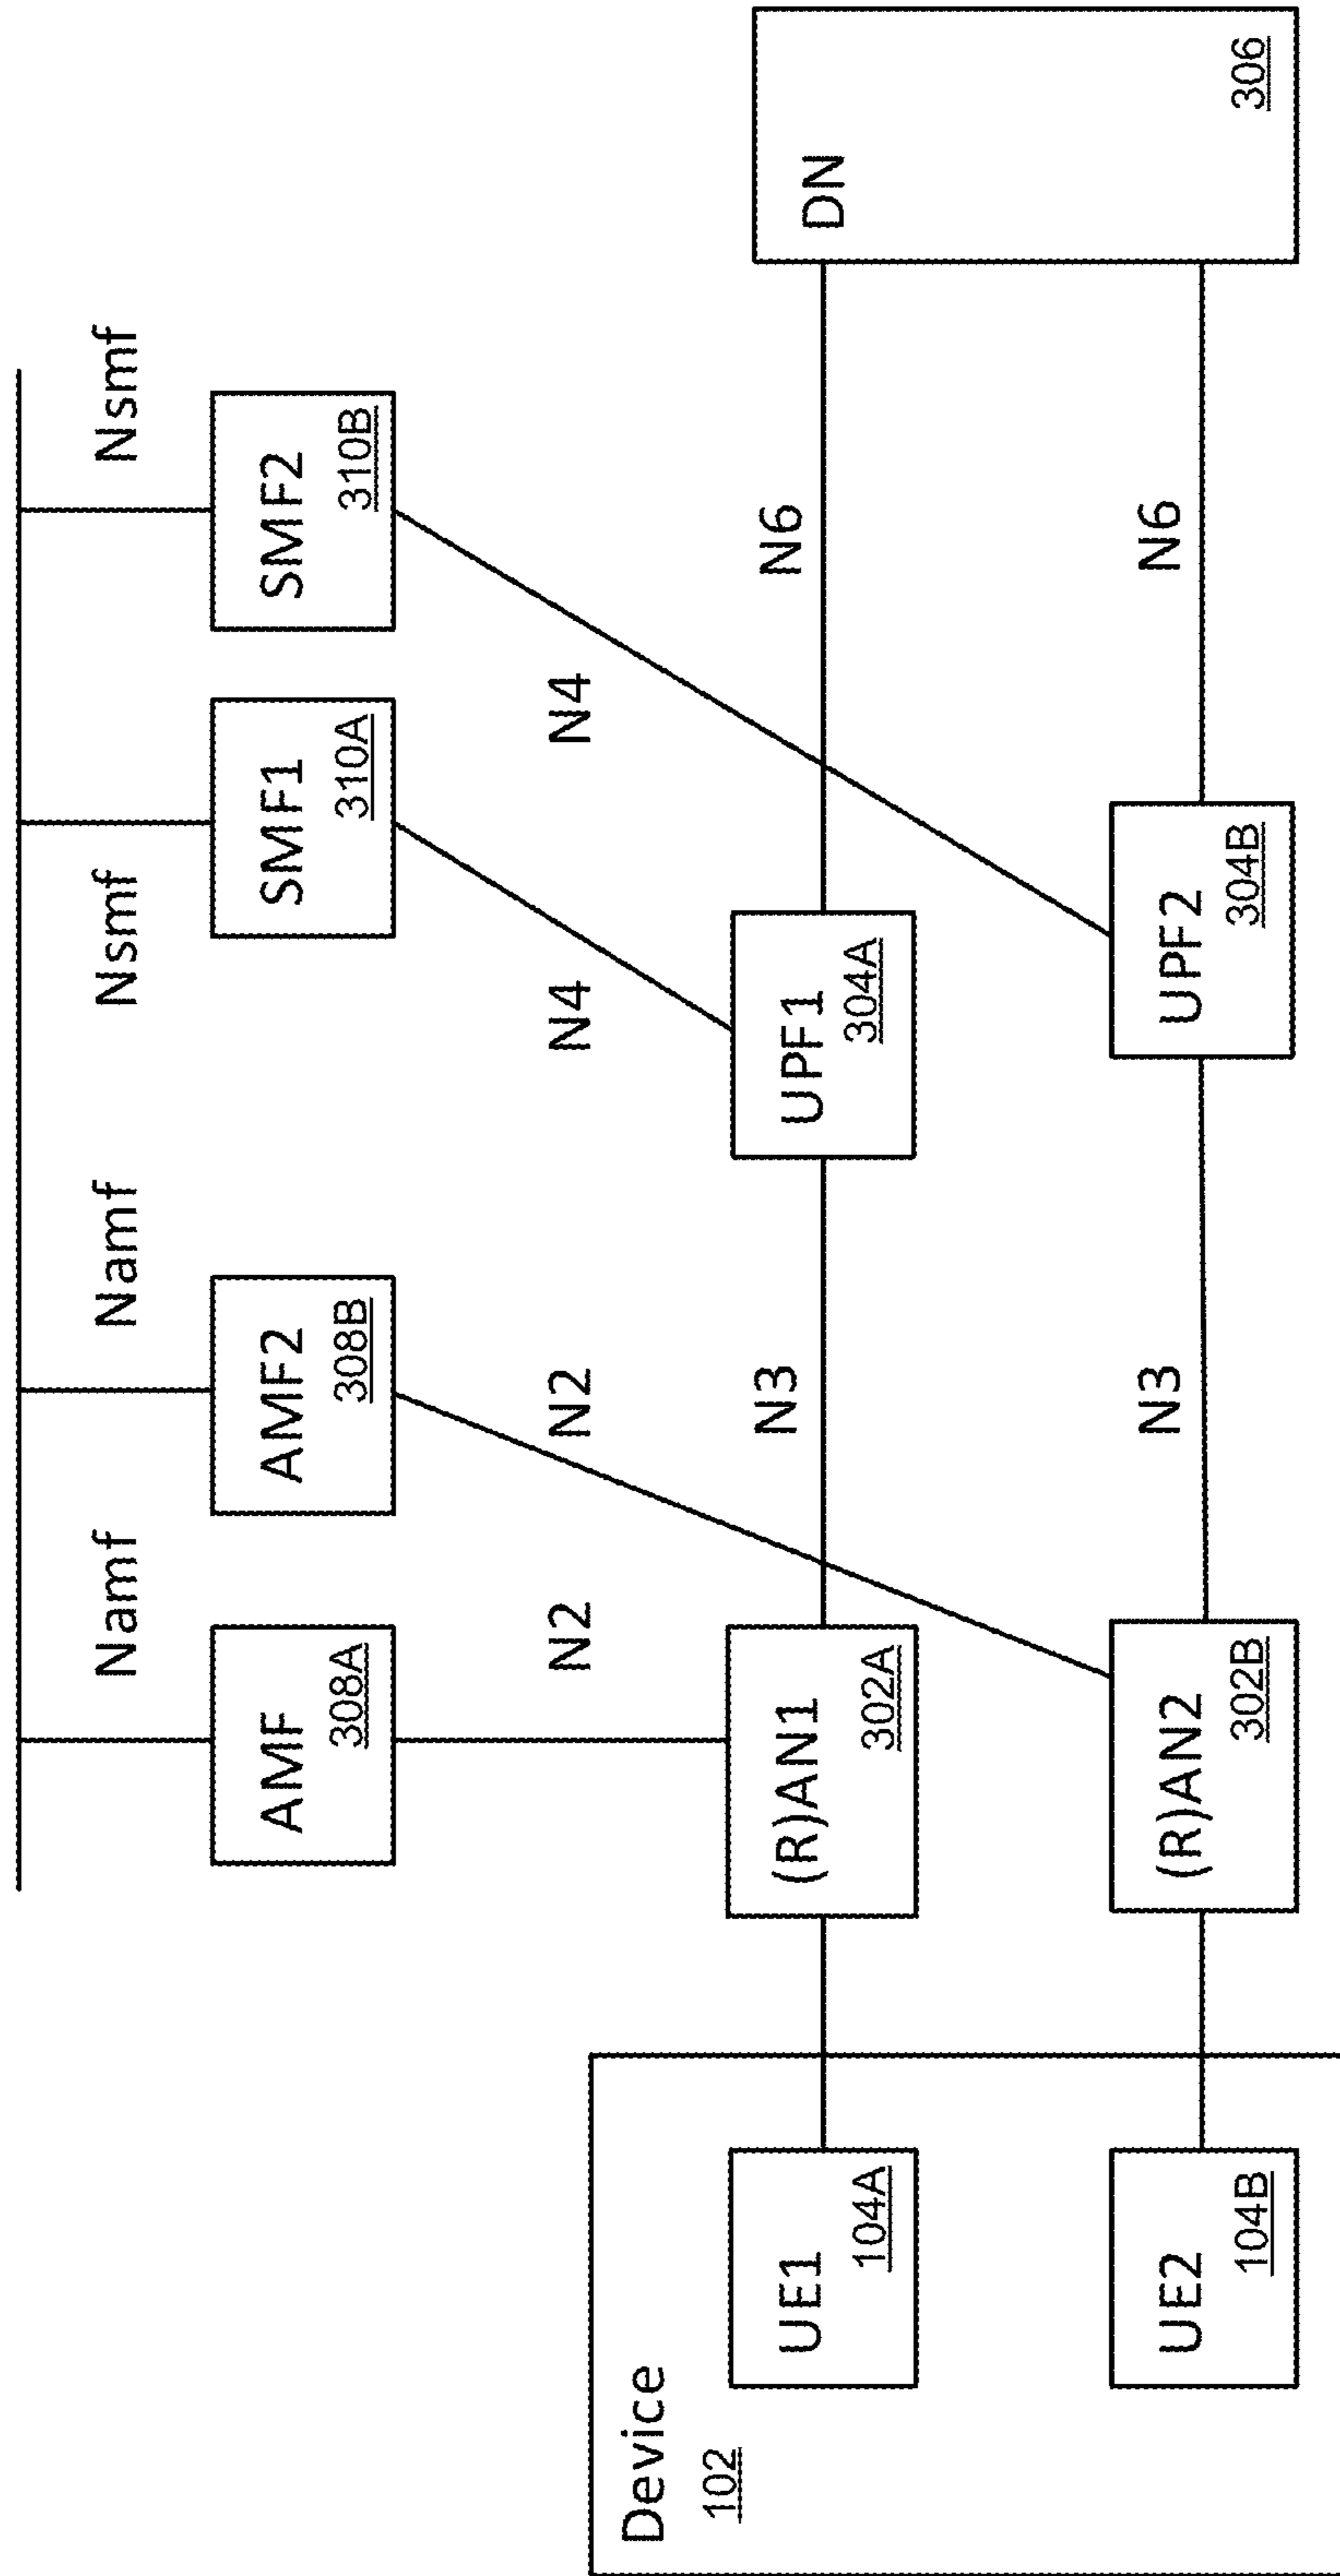 Namf
Namf
Nsmf
Nsmf
AMF
308A
AMF2
308B
SMF1
310A
SMF2
310B
N2
N2
N4
N4
Device
102
UE1
104A
(R)AN1
302A
N3
UPF1
304A
N6
DN
306
UE2
104B
(R)AN2
302B
N3
UPF2
304B
N6